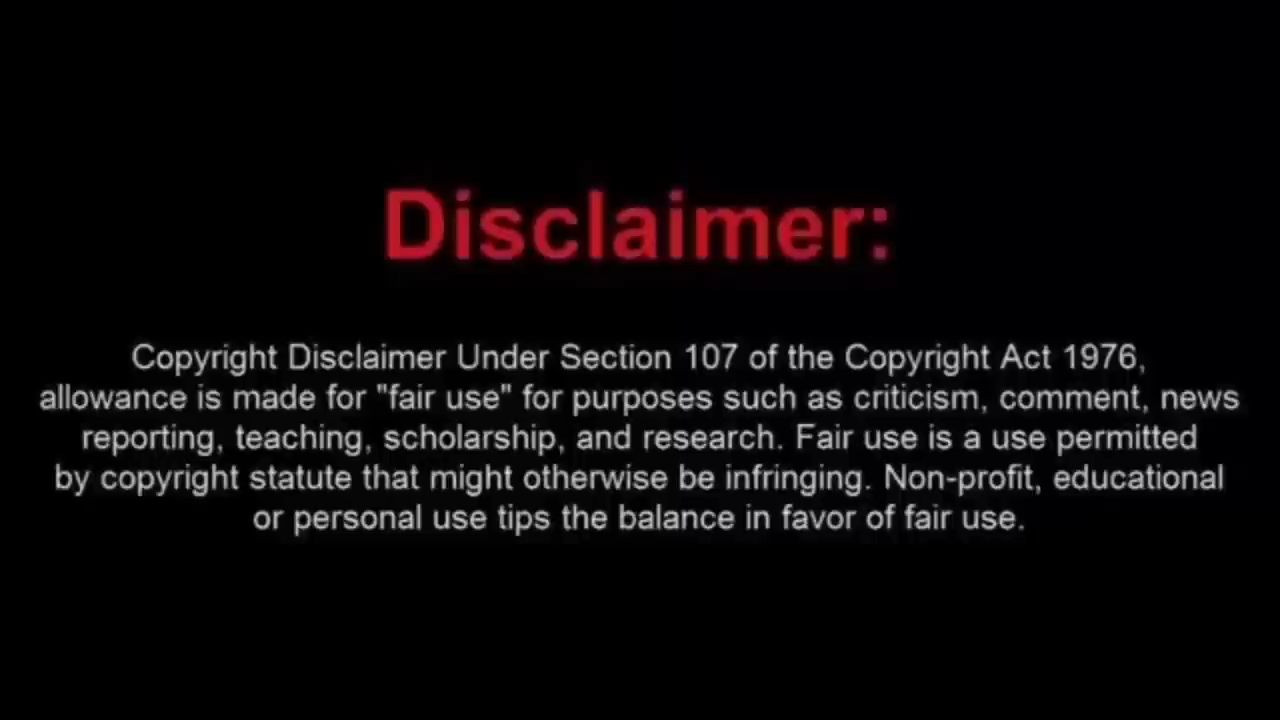 Disclaimer:
Copyright Disclaimer Under Section 107 of the Copyright Act 1976,
allowance is made for "fair use" for purposes such as criticism, comment, news
reporting, teaching, scholarship, and research. Fair use is a use permitted
by copyright statute that might otherwise be infringing. Non-profit, educational
or personal use tips the balance in favor of fair use.